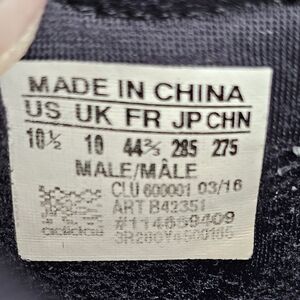 MADE IN CHINA
US UK FR JP CHN
10½ 10 44⅔ 285 275
MALE/MÂLE
CLU 600001 03/16
ART B42351
adidas #114659409